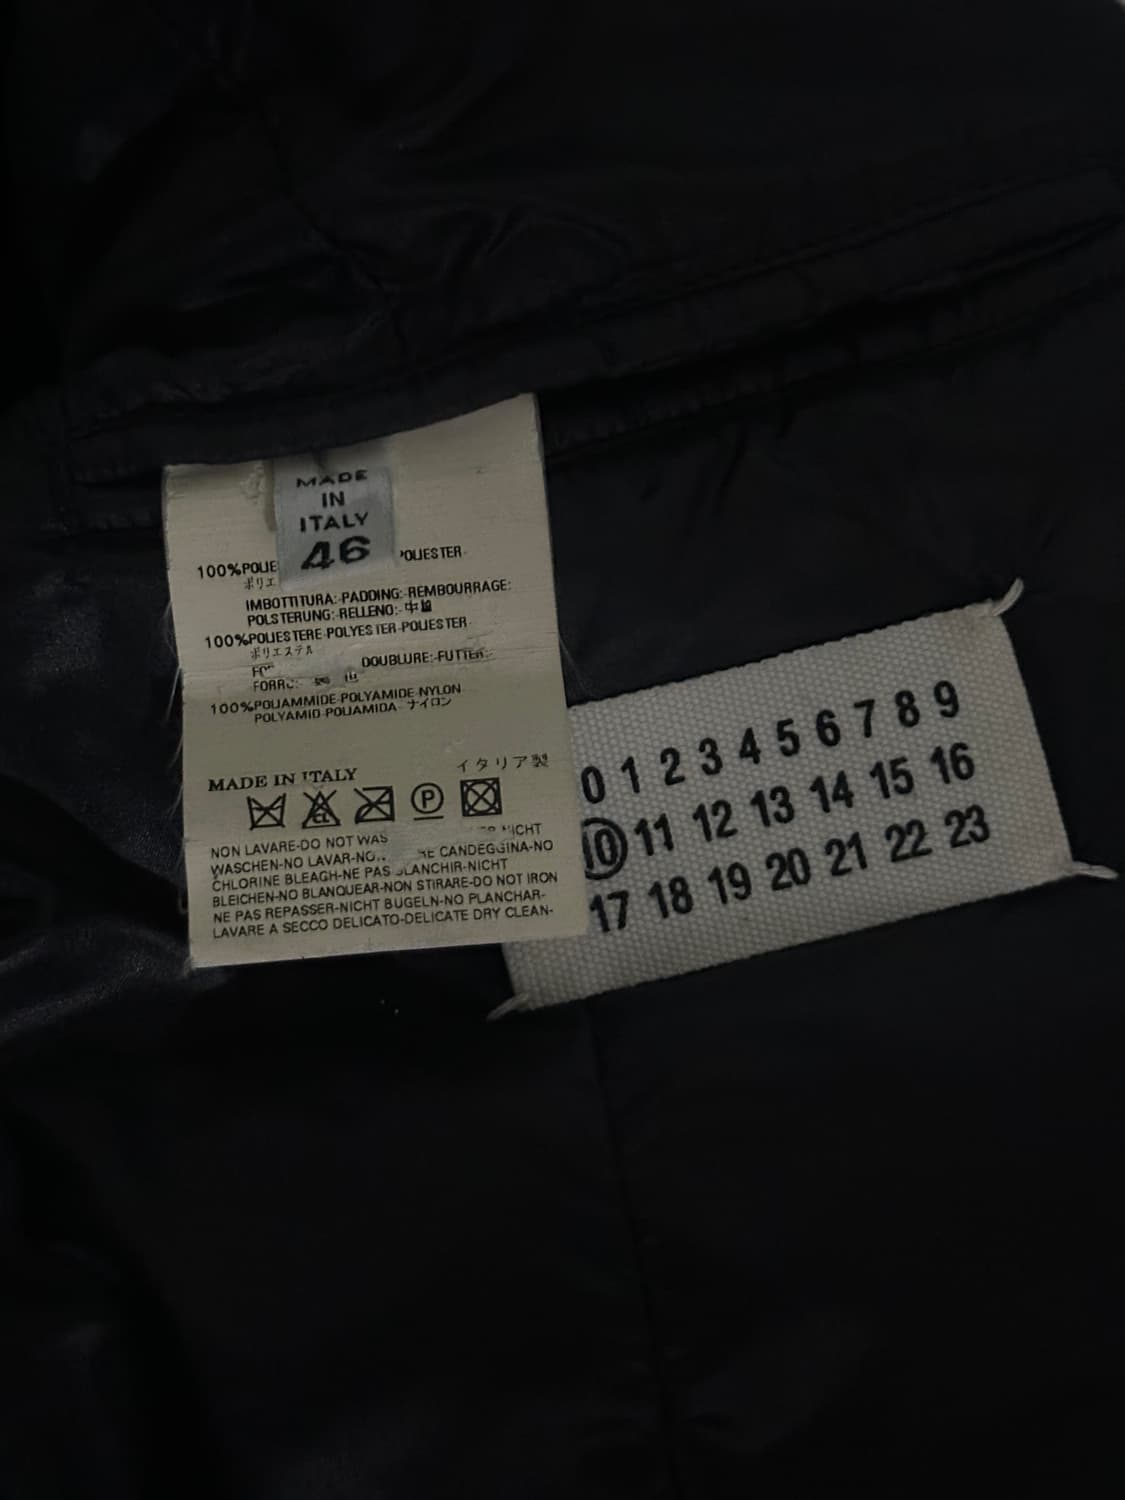 MADE
IN
ITALY
46
100%POLIE
POLIESTER
ポリエ
IMBOTTITURA:-PADDING:-REMBOURRAGE:
POLSTERUNG:-RELLENO:-中綿
100%POLIESTERE-POLYESTER-POLIESTER
ポリエステル
DOUBLURE:-FUTTER:
FORRO:
100%POLIAMMIDE-POLYAMIDE-NYLON
POLYAMID-POLIAMIDA ナイロン
MADE IN ITALY
イタリア製
CL
P
NON LAVARE-DO NOT WAS NICHT
WASCHEN-NO LAVAR-NO CANDEGGINA-NO
CHLORINE BLEAGH-NE PAS BLANCHIR-NICHT
BLEICHEN-NO BLANQUEAR-NON STIRARE-DO NOT IRON
NE PAS REPASSER-NICHT BUGELN-NO PLANCHAR-
LAVARE A SECCO DELICATO-DELICATE DRY CLEAN-
0 1 2 3 4 5 6 7 8 9
10 11 12 13 14 15 16
17 18 19 20 21 22 23